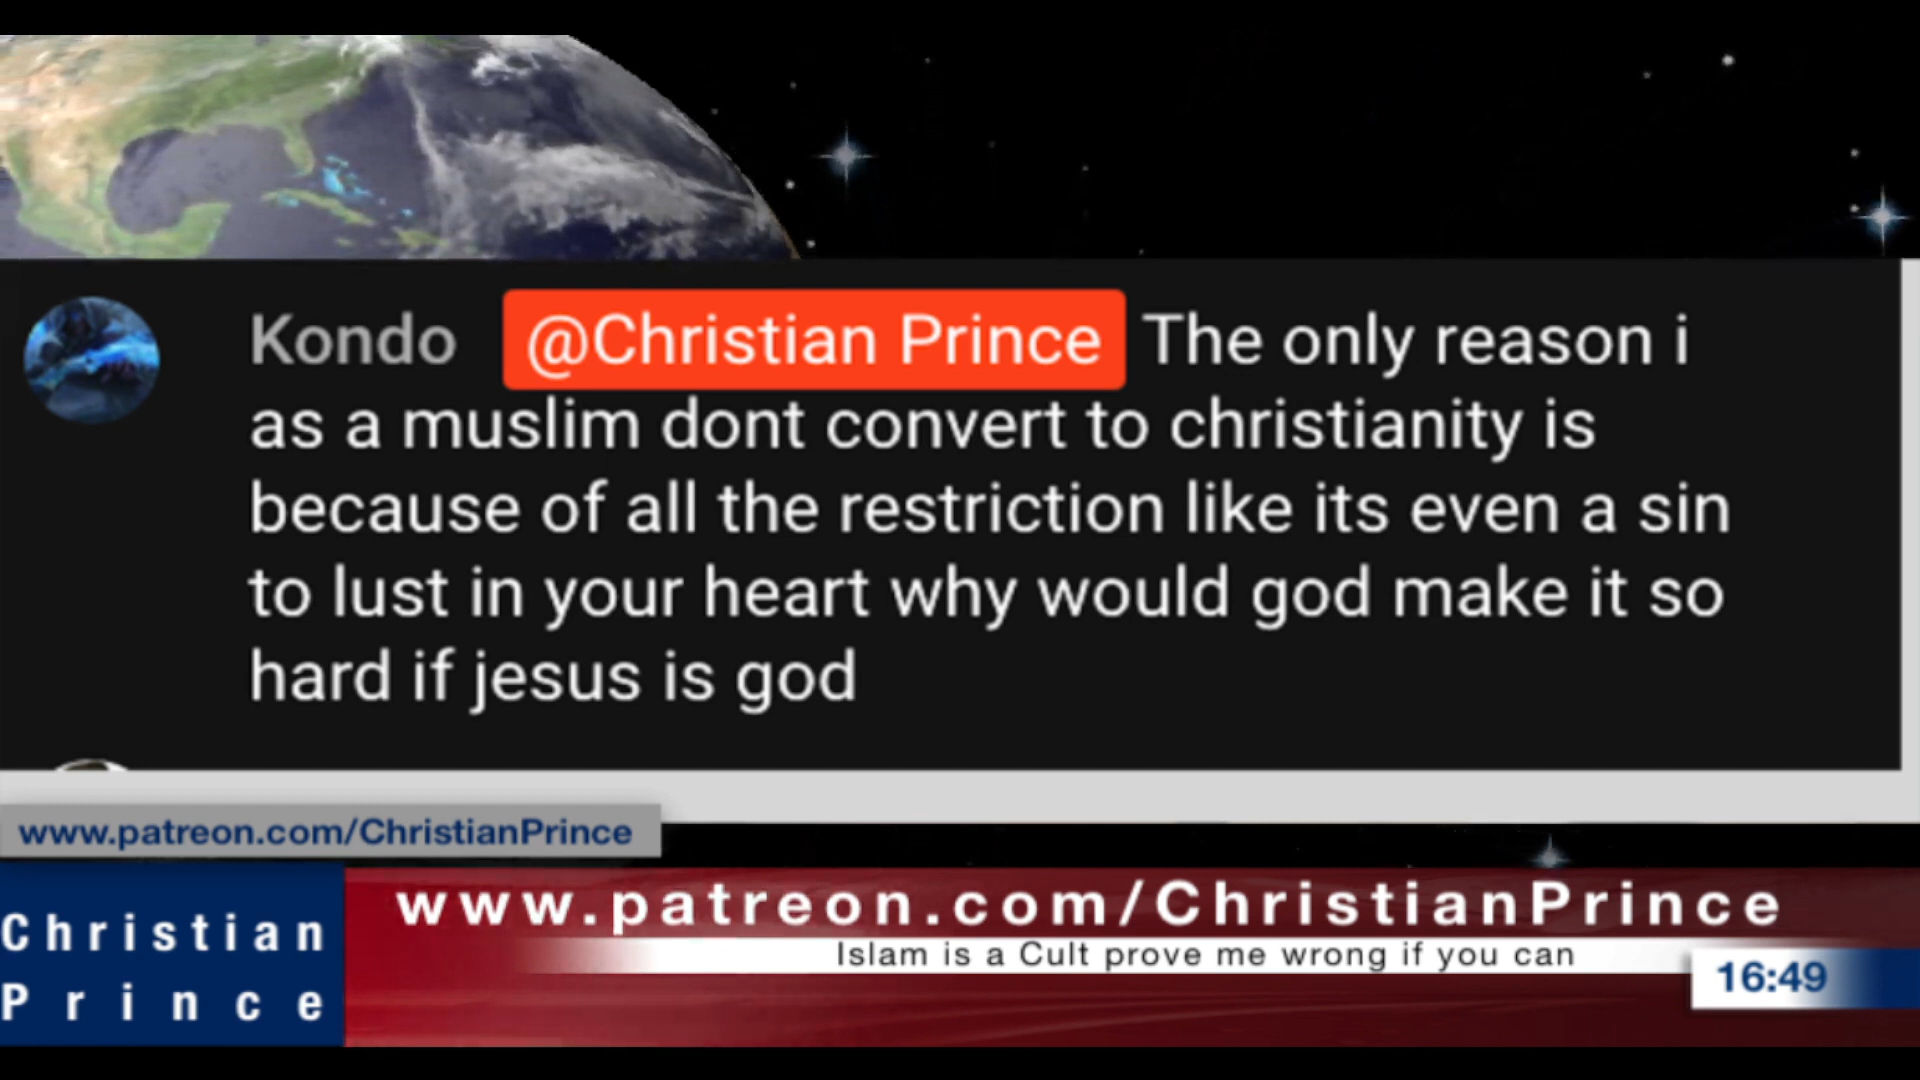 Kondo @Christian Prince The only reason i
as a muslim dont convert to christianity is
because of all the restriction like its even a sin
to lust in your heart why would god make it so
hard if jesus is god
www.patreon.com/ChristianPrince
Christian
Prince
www.patreon.com/ChristianPrince
Islam is a Cult prove me wrong if you can
16:49